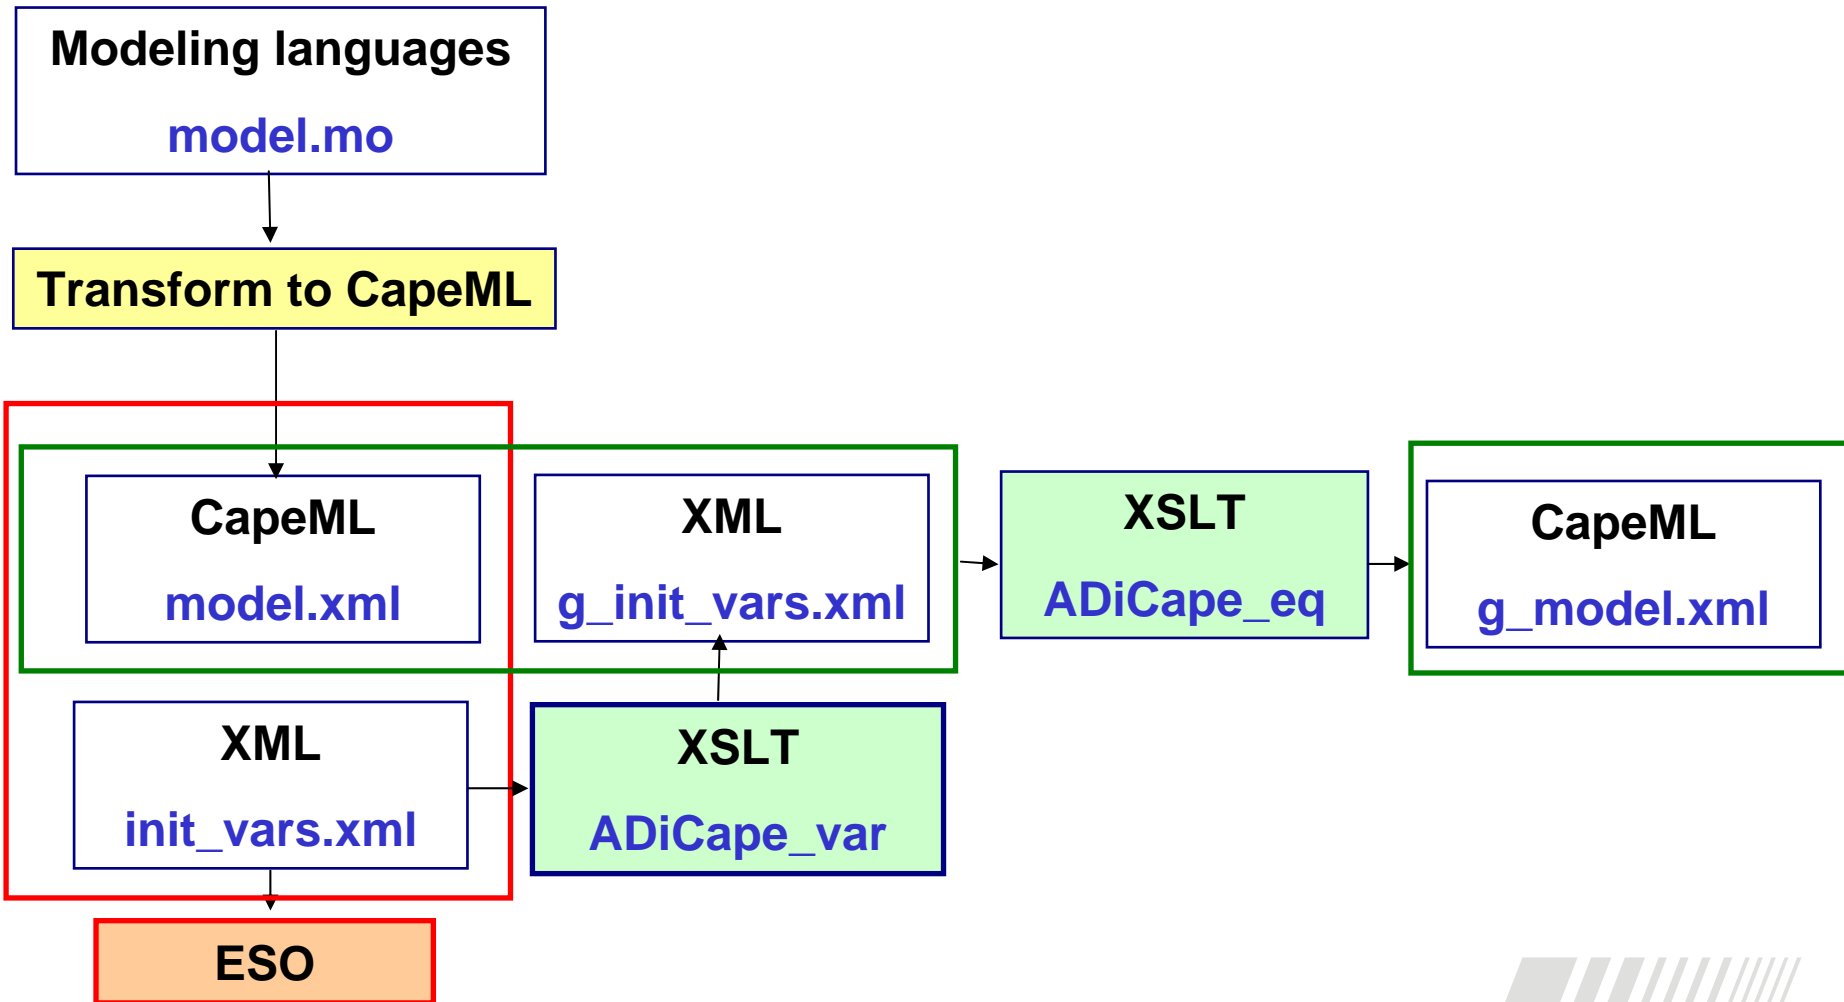 Modeling languages
model.mo
Transform to CapeML
CapeML
model.xml
XML
g_init_vars.xml
XSLT
ADiCape_eq
CapeML
g_model.xml
XML
init_vars.xml
XSLT
ADiCape_var
ESO